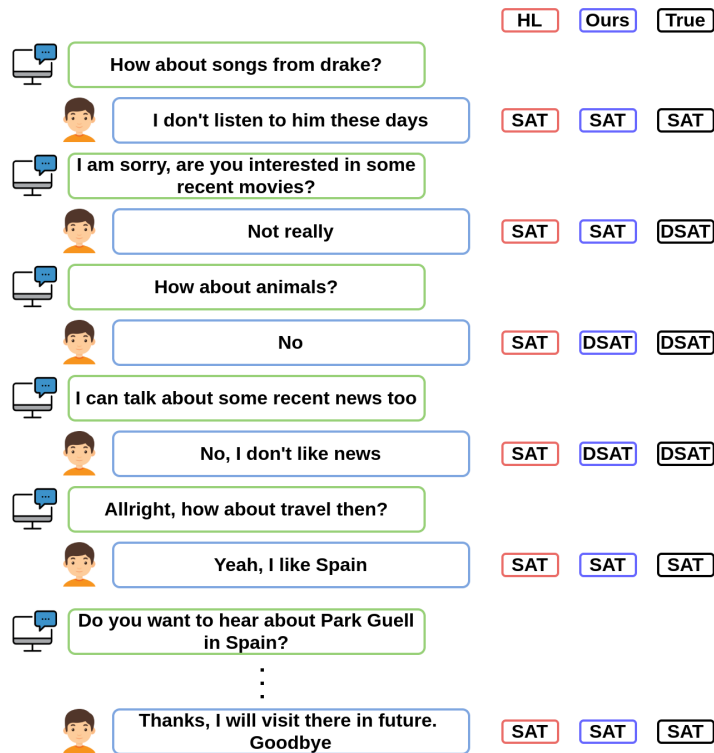 HL Ours True
How about songs from drake?
I don't listen to him these days SAT SAT SAT
I am sorry, are you interested in some
recent movies?
Not really SAT SAT DSAT
How about animals?
No SAT DSAT DSAT
I can talk about some recent news too
No, I don't like news SAT DSAT DSAT
Allright, how about travel then?
Yeah, I like Spain SAT SAT SAT
Do you want to hear about Park Guell
in Spain?
Thanks, I will visit there in future.
Goodbye SAT SAT SAT